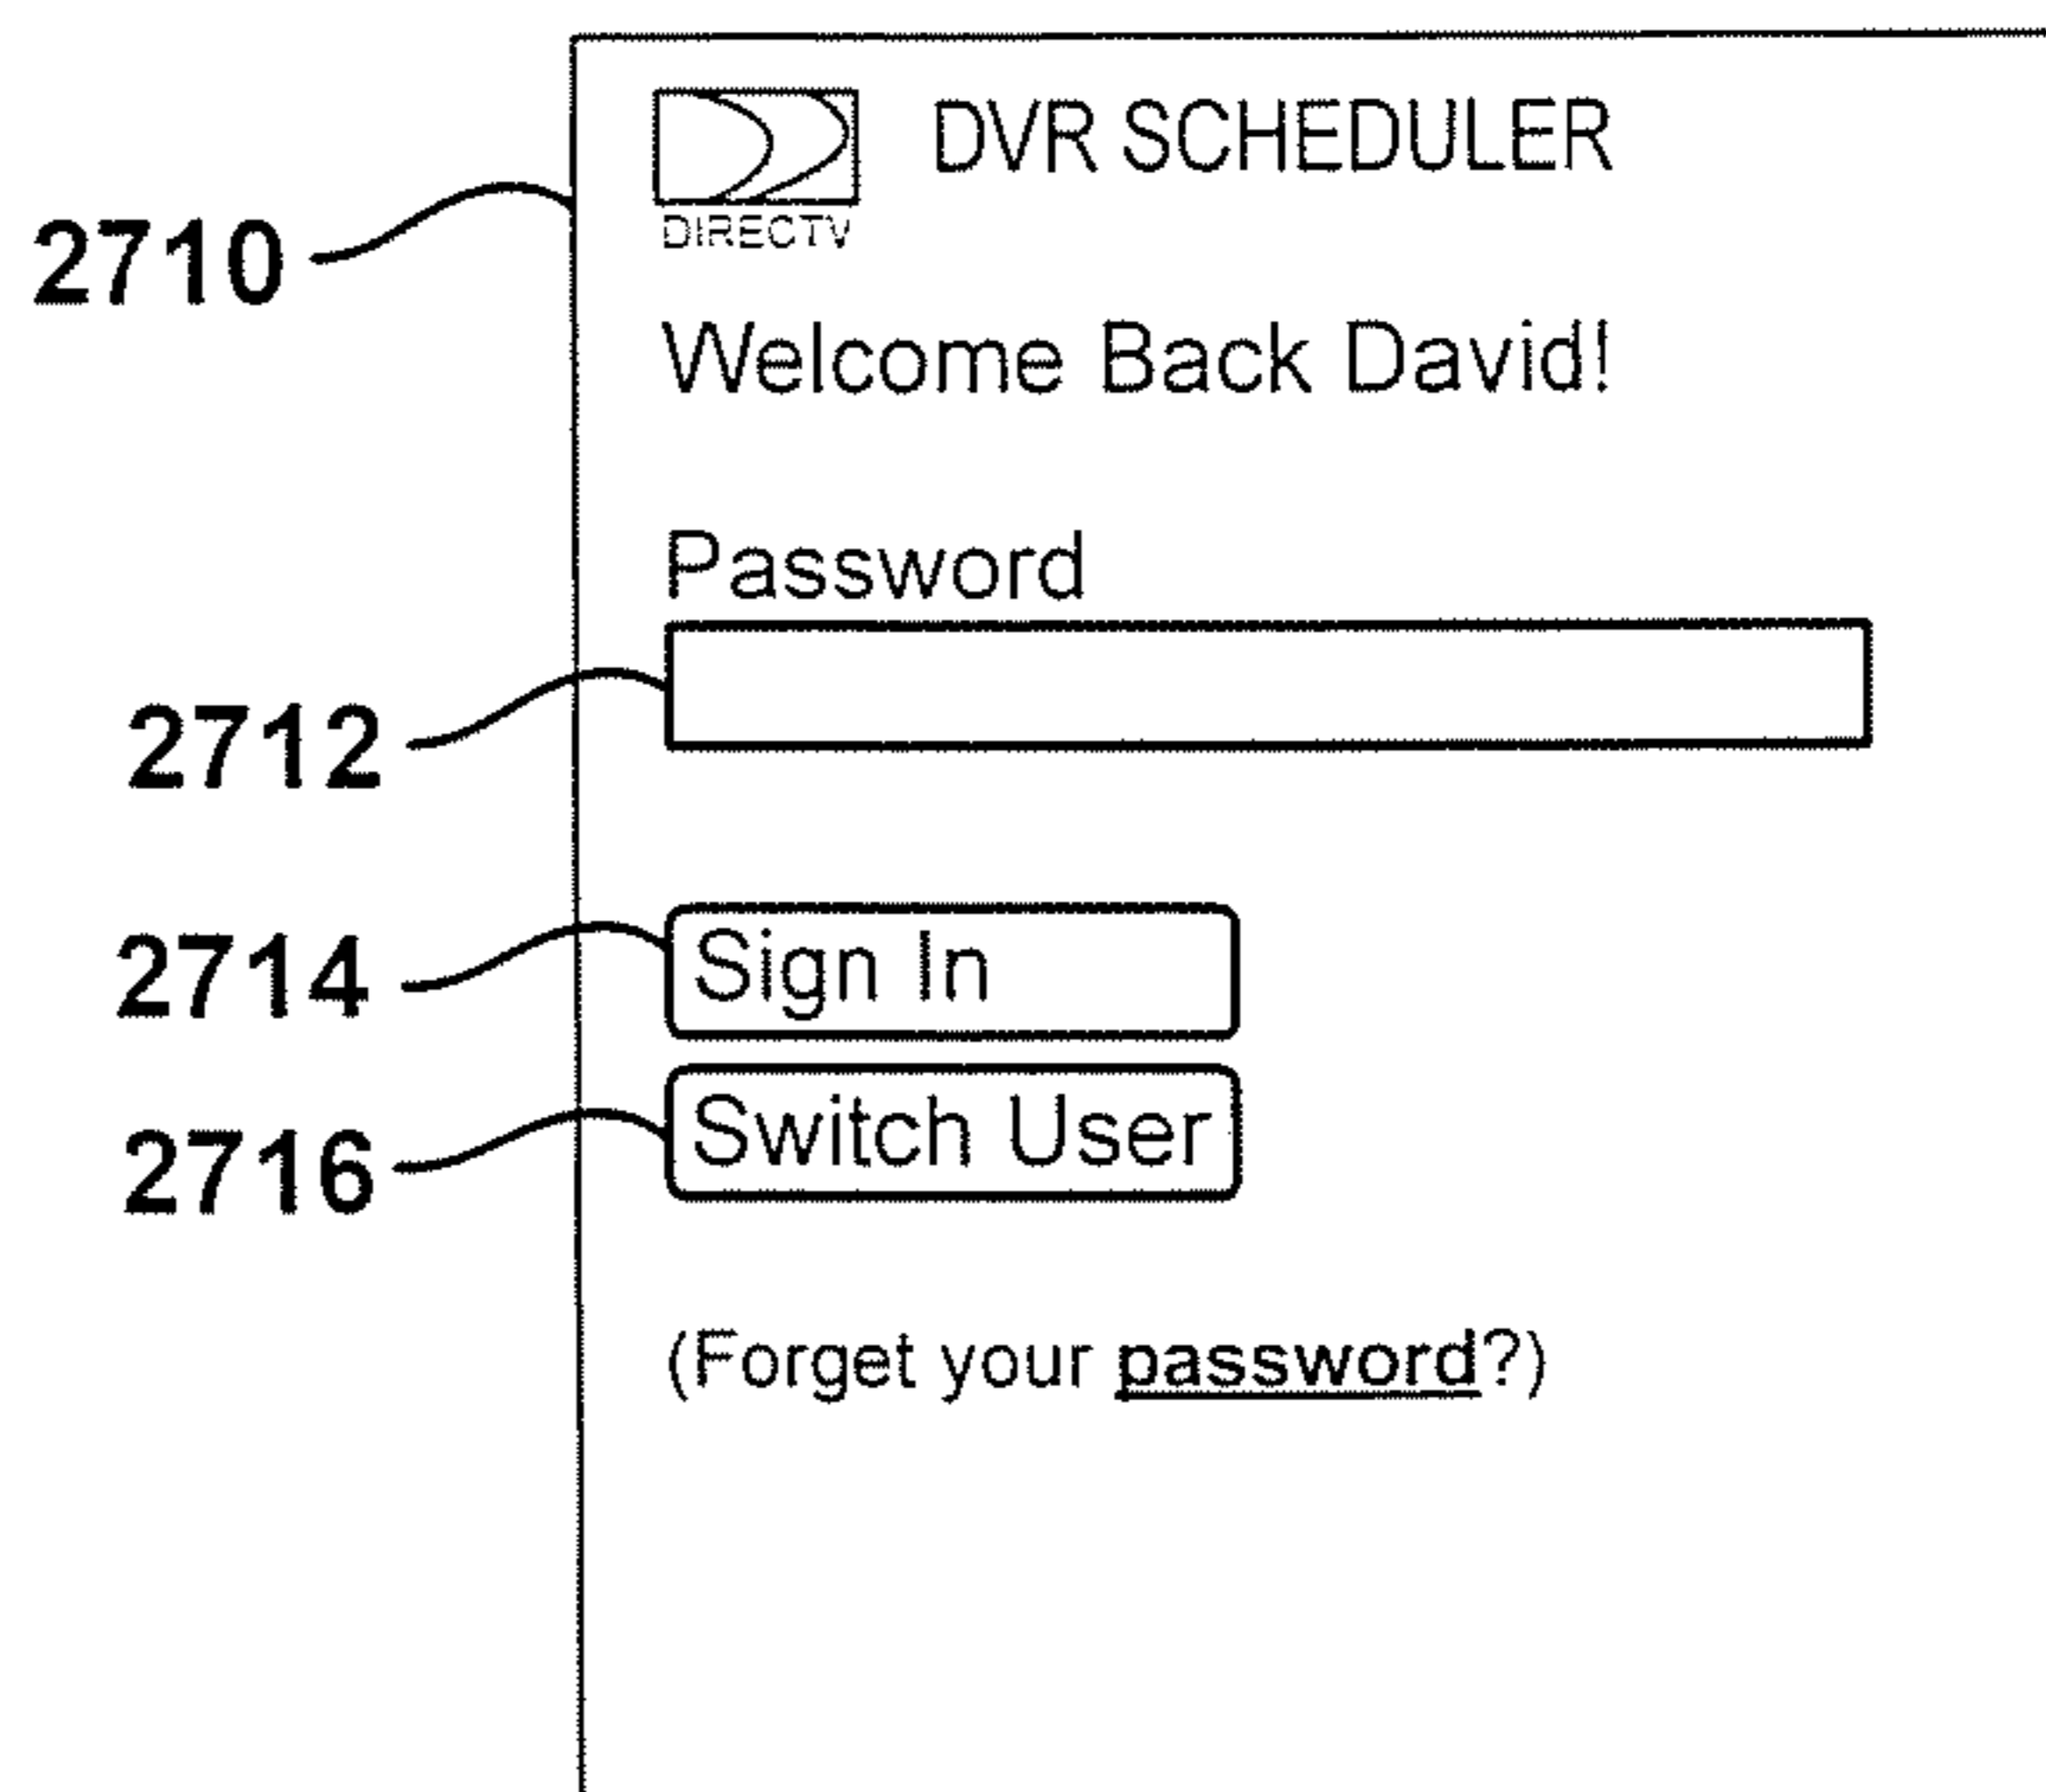 DVR SCHEDULER
DIRECTV
2710
Welcome Back David!
Password
2712
2714
Sign In
2716
Switch User
(Forget your password?)